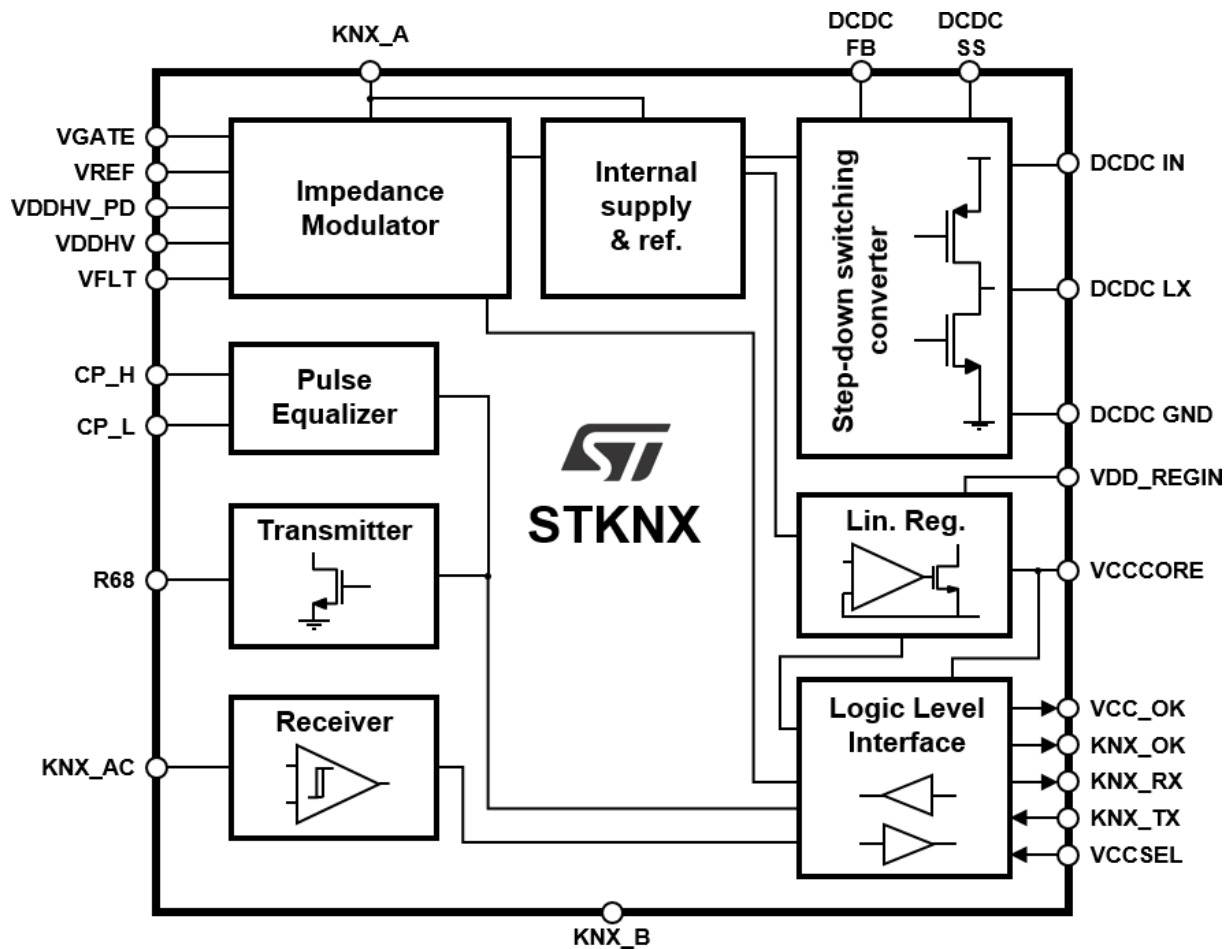 KNX_A
DCDC
FB
DCDC
SS
VGATE
VREF
VDDHV_PD
VDDHV
VFLT
Impedance
Modulator
Internal
supply
& ref.
Step-down switching
converter
DCDC IN
DCDC LX
DCDC GND
CP_H
CP_L
Pulse
Equalizer
ST
STKNX
VDD_REGIN
Lin. Reg.
VCCCORE
R68
Transmitter
KNX_AC
Receiver
Logic Level
Interface
VCC_OK
KNX_OK
KNX_RX
KNX_TX
VCCSEL
KNX_B